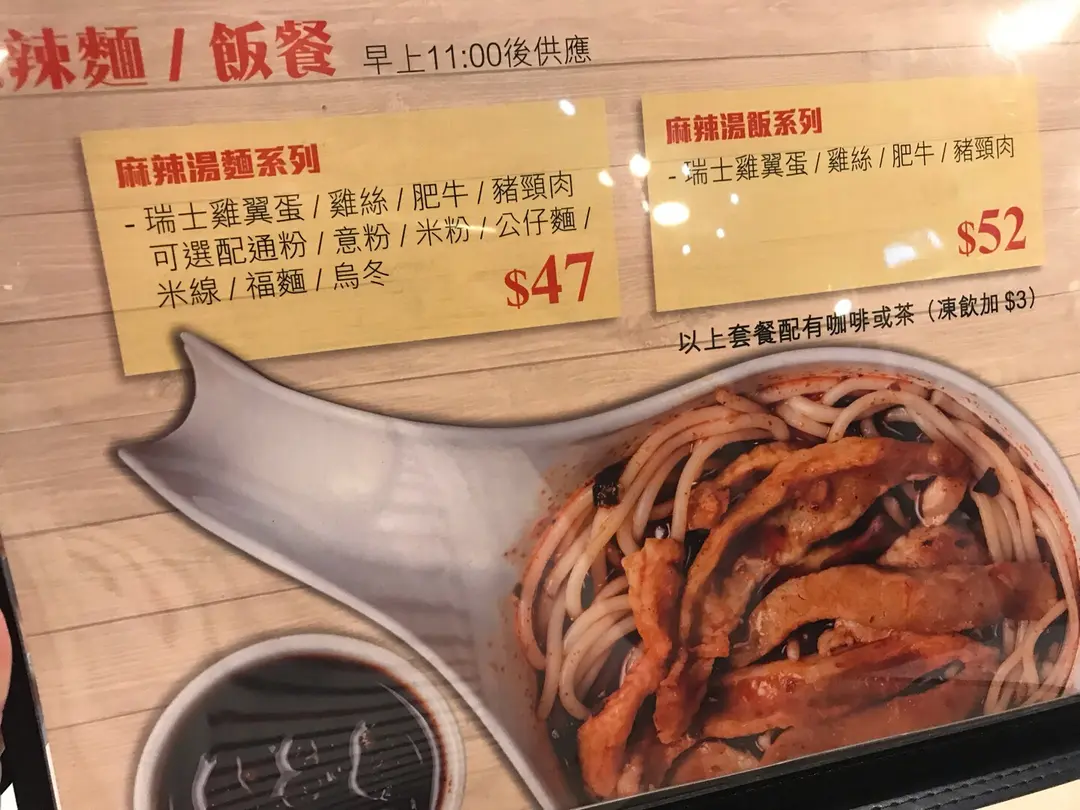 辣麵 / 飯餐 早上11:00後供應
麻辣湯麵系列
- 瑞士雞翼蛋 / 雞絲 / 肥牛 / 豬頸肉
可選配通粉 / 意粉 / 米粉 / 公仔麵 /
米線 / 福麵 / 烏冬
$47
麻辣湯飯系列
- 瑞士雞翼蛋 / 雞絲 / 肥牛 / 豬頸肉
$52
以上套餐配有咖啡或茶（凍飲加 $3）